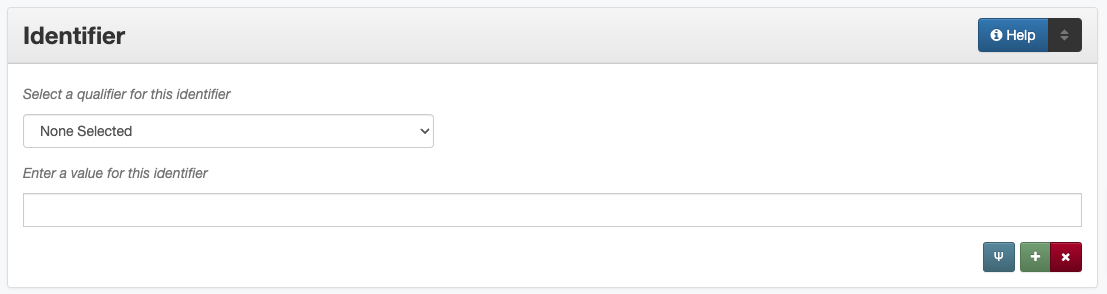 Identifier
Help
Select a qualifier for this identifier
None Selected
Enter a value for this identifier
Ψ